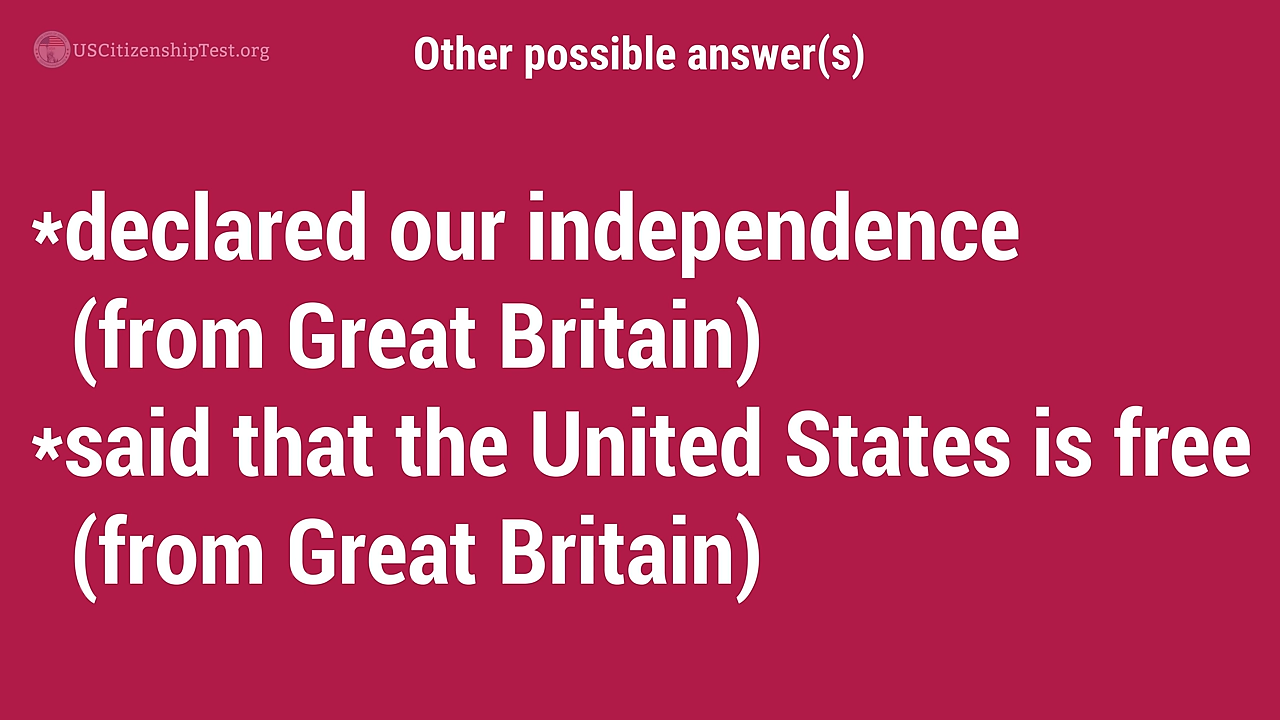 USCitizenshipTest.org
Other possible answer(s)
*declared our independence
(from Great Britain)
*said that the United States is free
(from Great Britain)